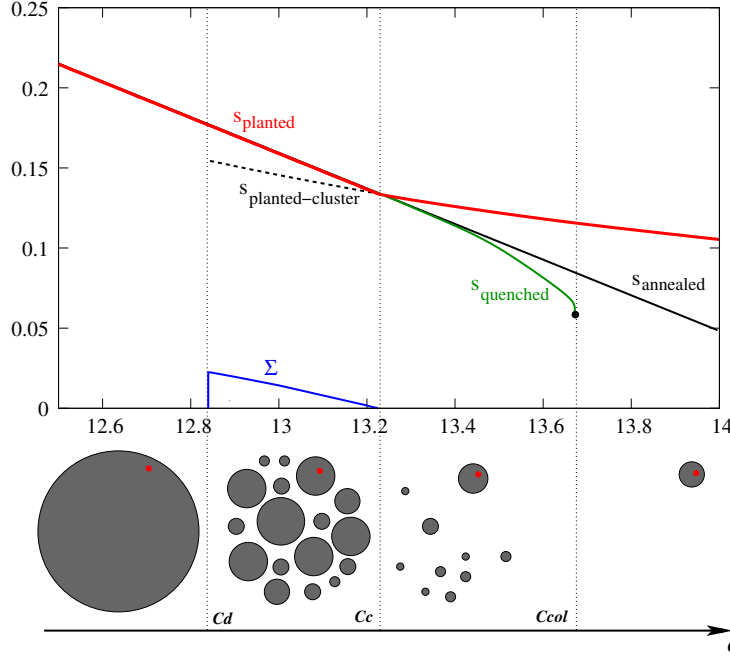 0.25
0.2
s_planted
0.15
s_planted-cluster
0.1
s_annealed
s_quenched
0.05
Σ
0
12.6 12.8 13 13.2 13.4 13.6 13.8 14
Cd Cc Ccol